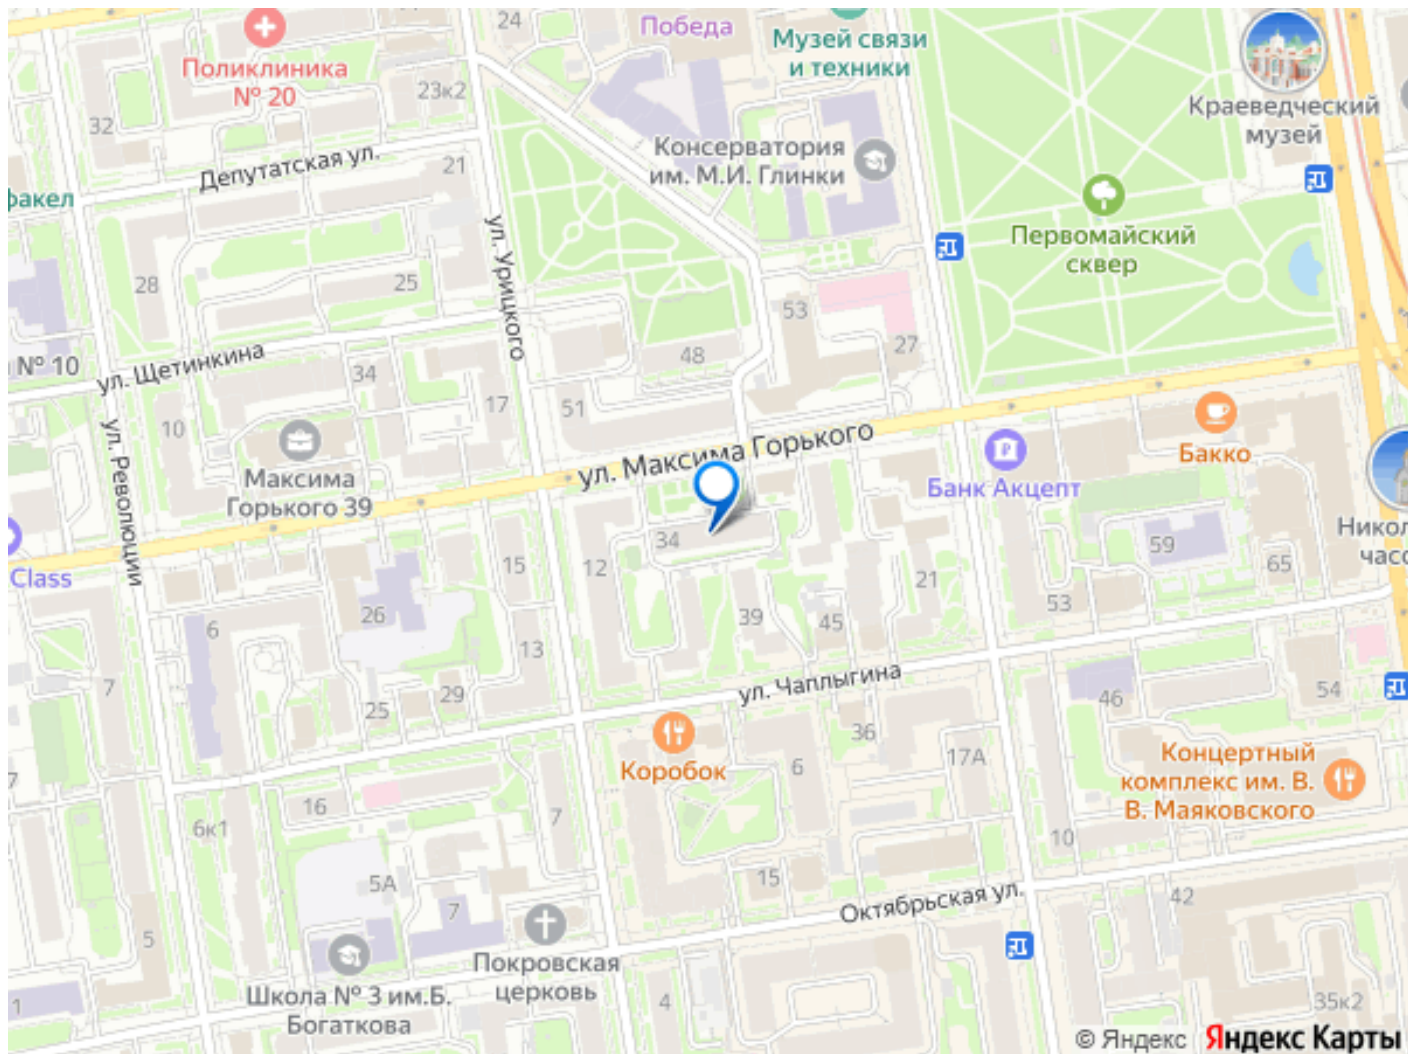 24
Победа
Музей связи
и техники
Поликлиника
№ 20
23к2
32
Краеведческий
музей
Консерватория
им. М.И. Глинки
Депутатская ул.
21
факел
ул. Урицкого
Первомайский
сквер
28
25
53
27
48
№ 10
ул. Щетинкина
34
17
51
10
ул. Революции
Максима
Горького 39
ул. Максима Горького
Бакко
Банк Акцепт
34
12
15
Class
59
65
53
21
26
39
45
6
13
7
29
25
ул. Чаплыгина
46
54
36
17А
Коробок
6
Концертный
комплекс им. В.
В. Маяковского
16
6к1
7
10
5А
15
7
Октябрьская ул.
42
5
Покровская
церковь
Школа № 3 им.Б.
Богаткова
1
4
35к2
© Яндекс
Яндекс Карты